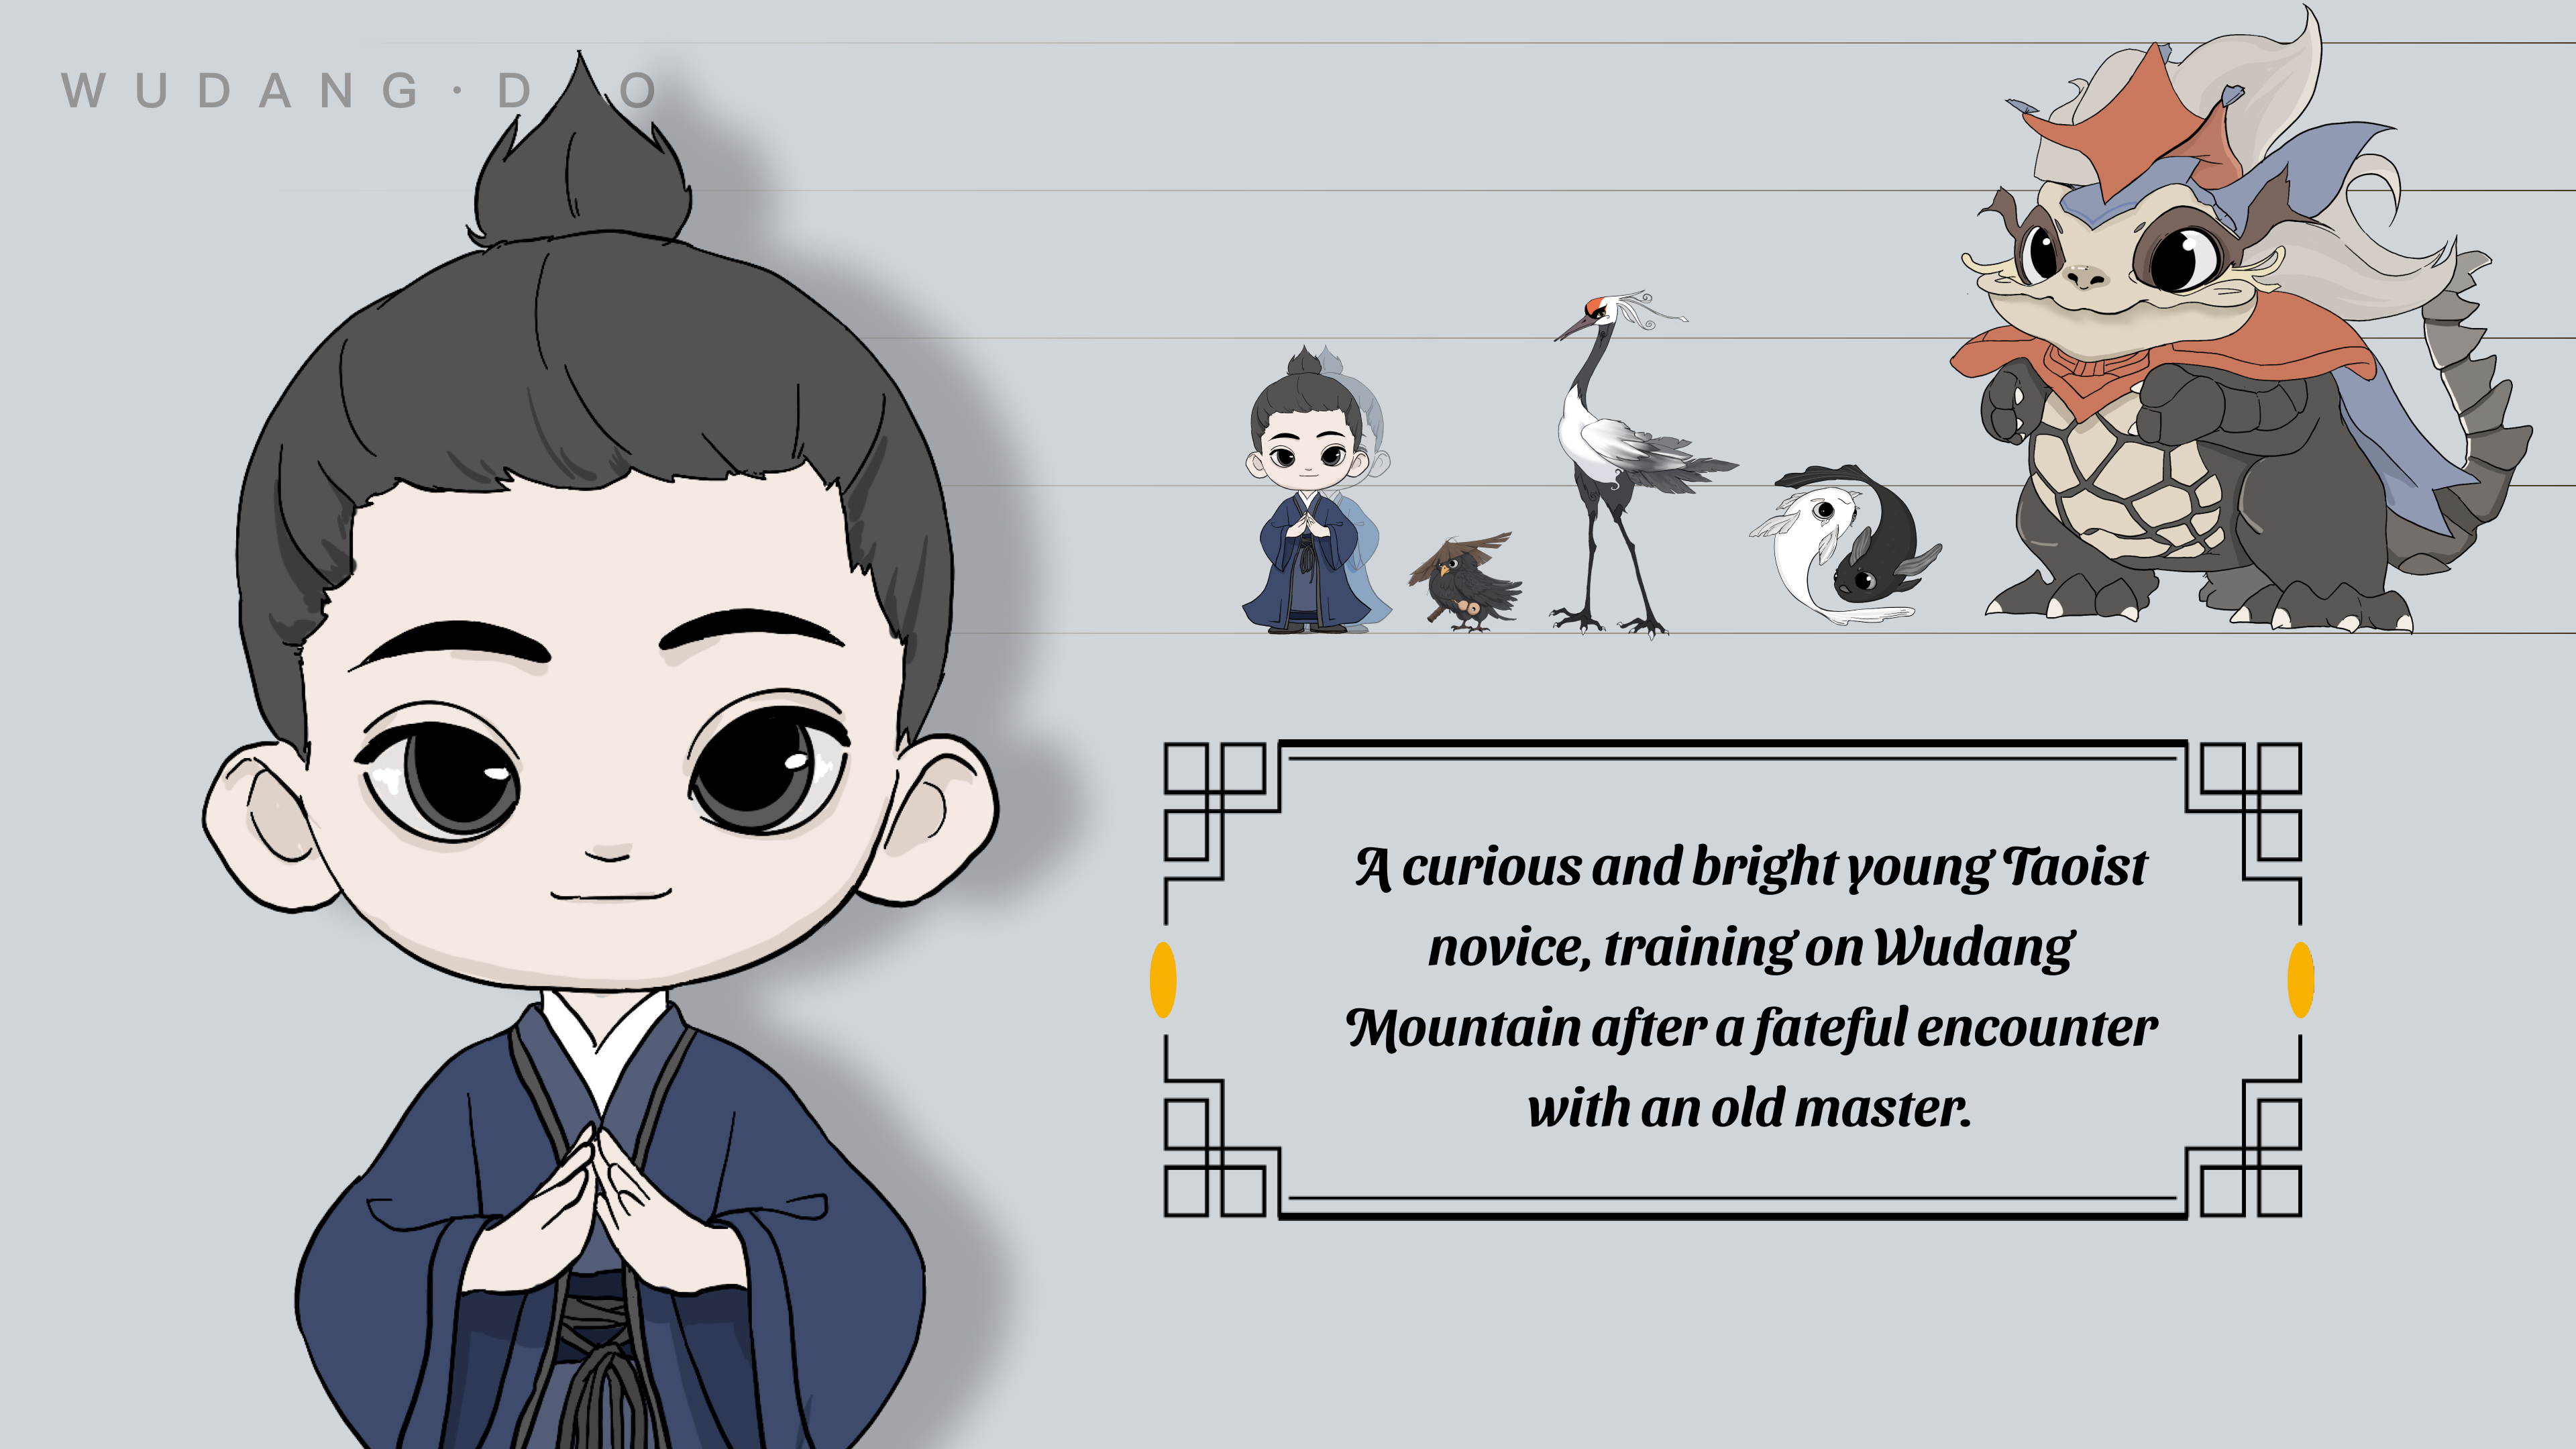 WUDANG·D O
A curious and bright young Taoist
novice, training on Wudang
Mountain after a fateful encounter
with an old master.